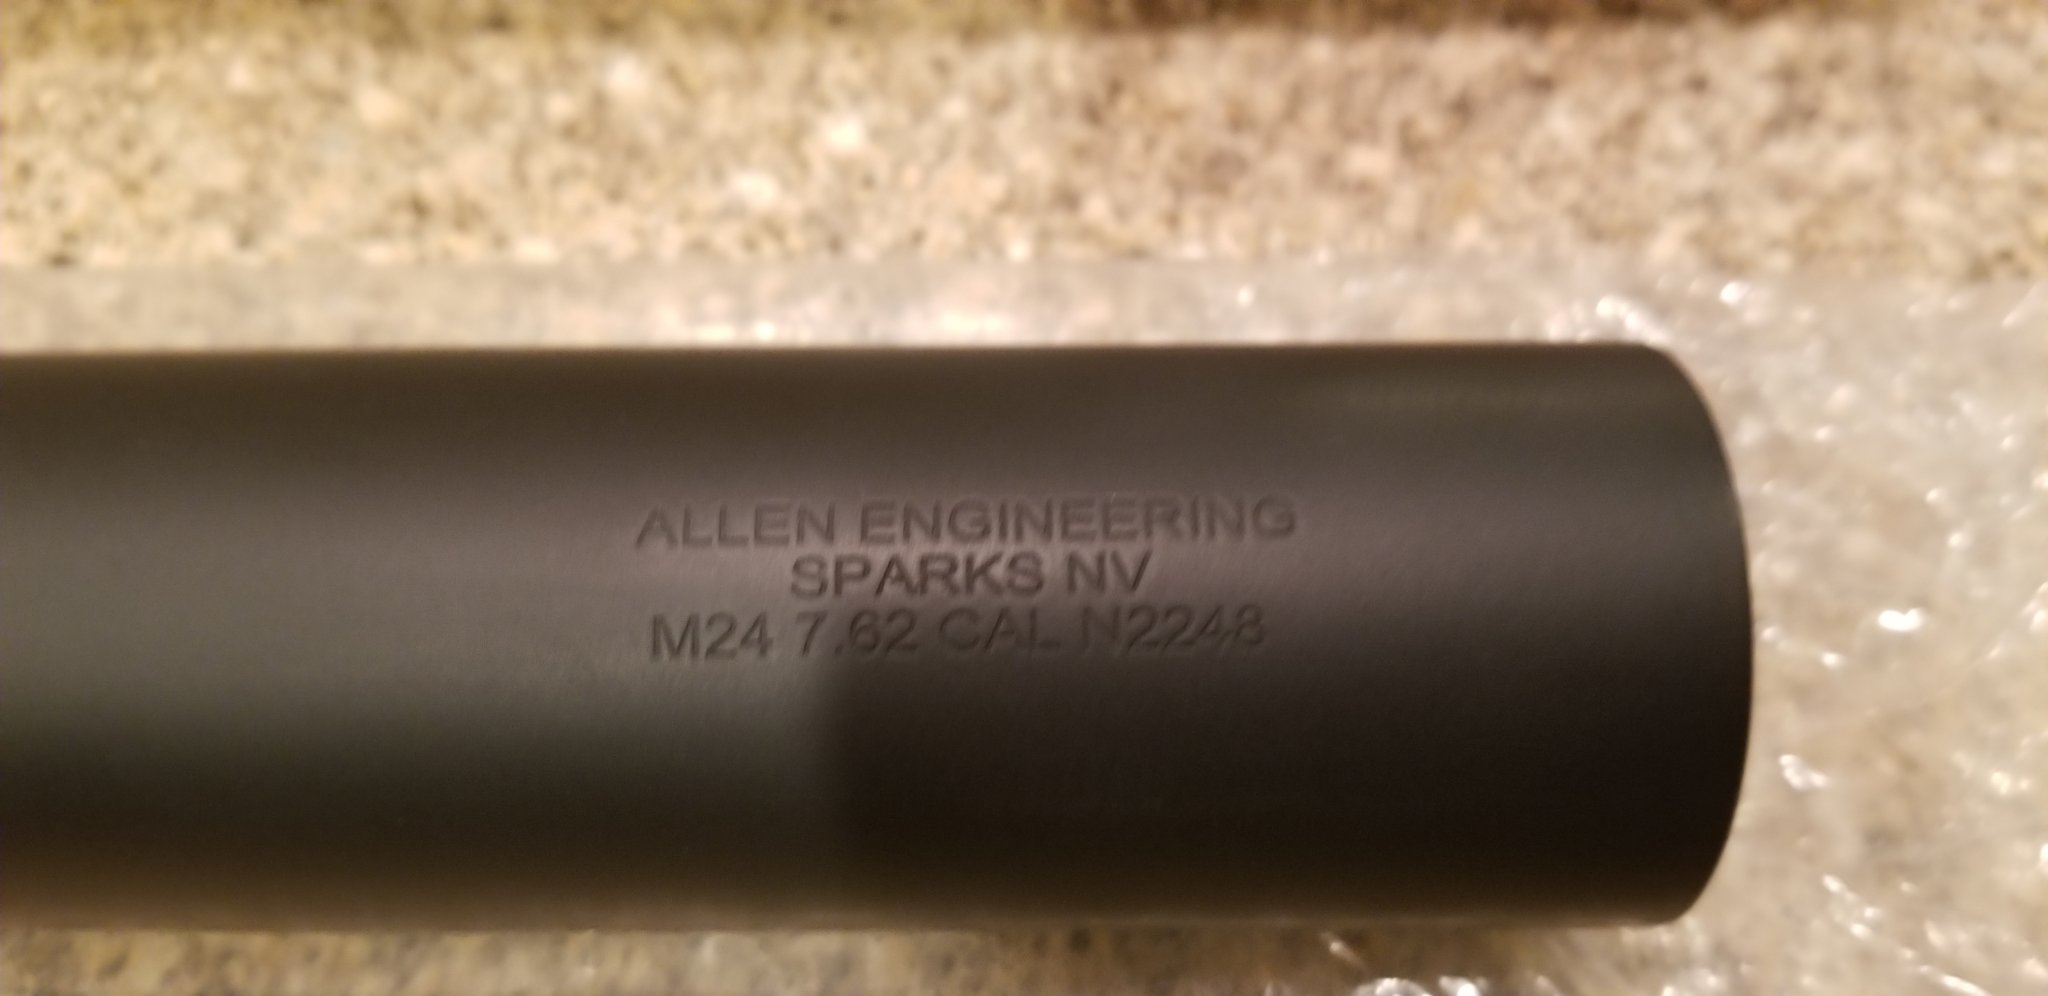 ALLEN ENGINEERING
SPARKS NV
M24 7.62 CAL N2248